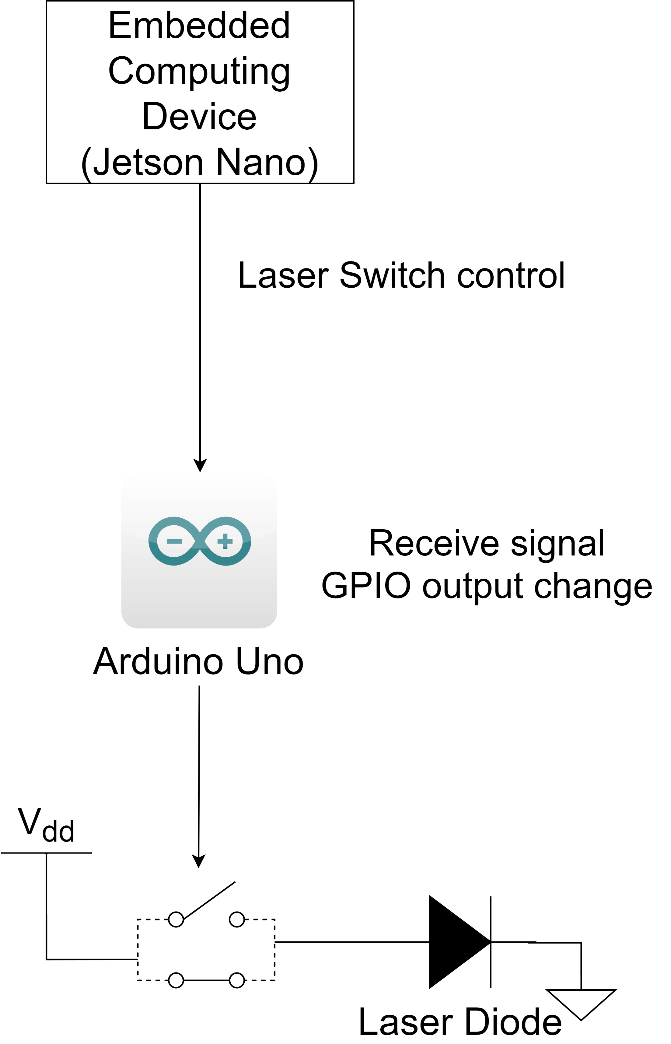 Embedded
Computing
Device
(Jetson Nano)
Laser Switch control
Receive signal
GPIO output change
Arduino Uno
Vdd
Laser Diode